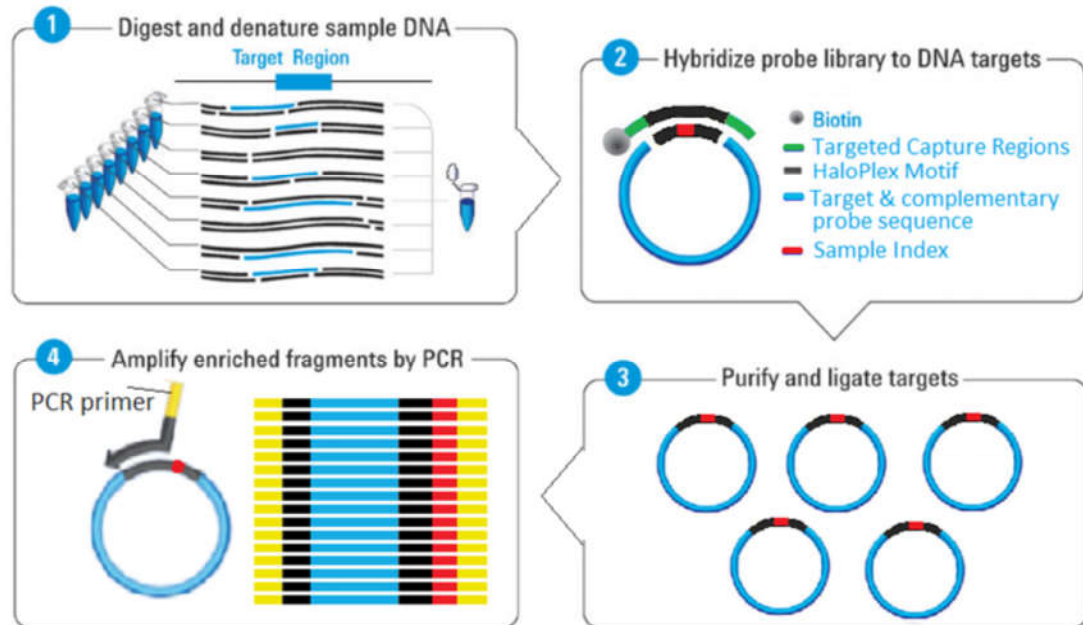 1 Digest and denature sample DNA
Target Region
2 Hybridize probe library to DNA targets
Biotin
Targeted Capture Regions
HaloPlex Motif
Target & complementary
probe sequence
Sample Index
4 Amplify enriched fragments by PCR
PCR primer
3 Purify and ligate targets